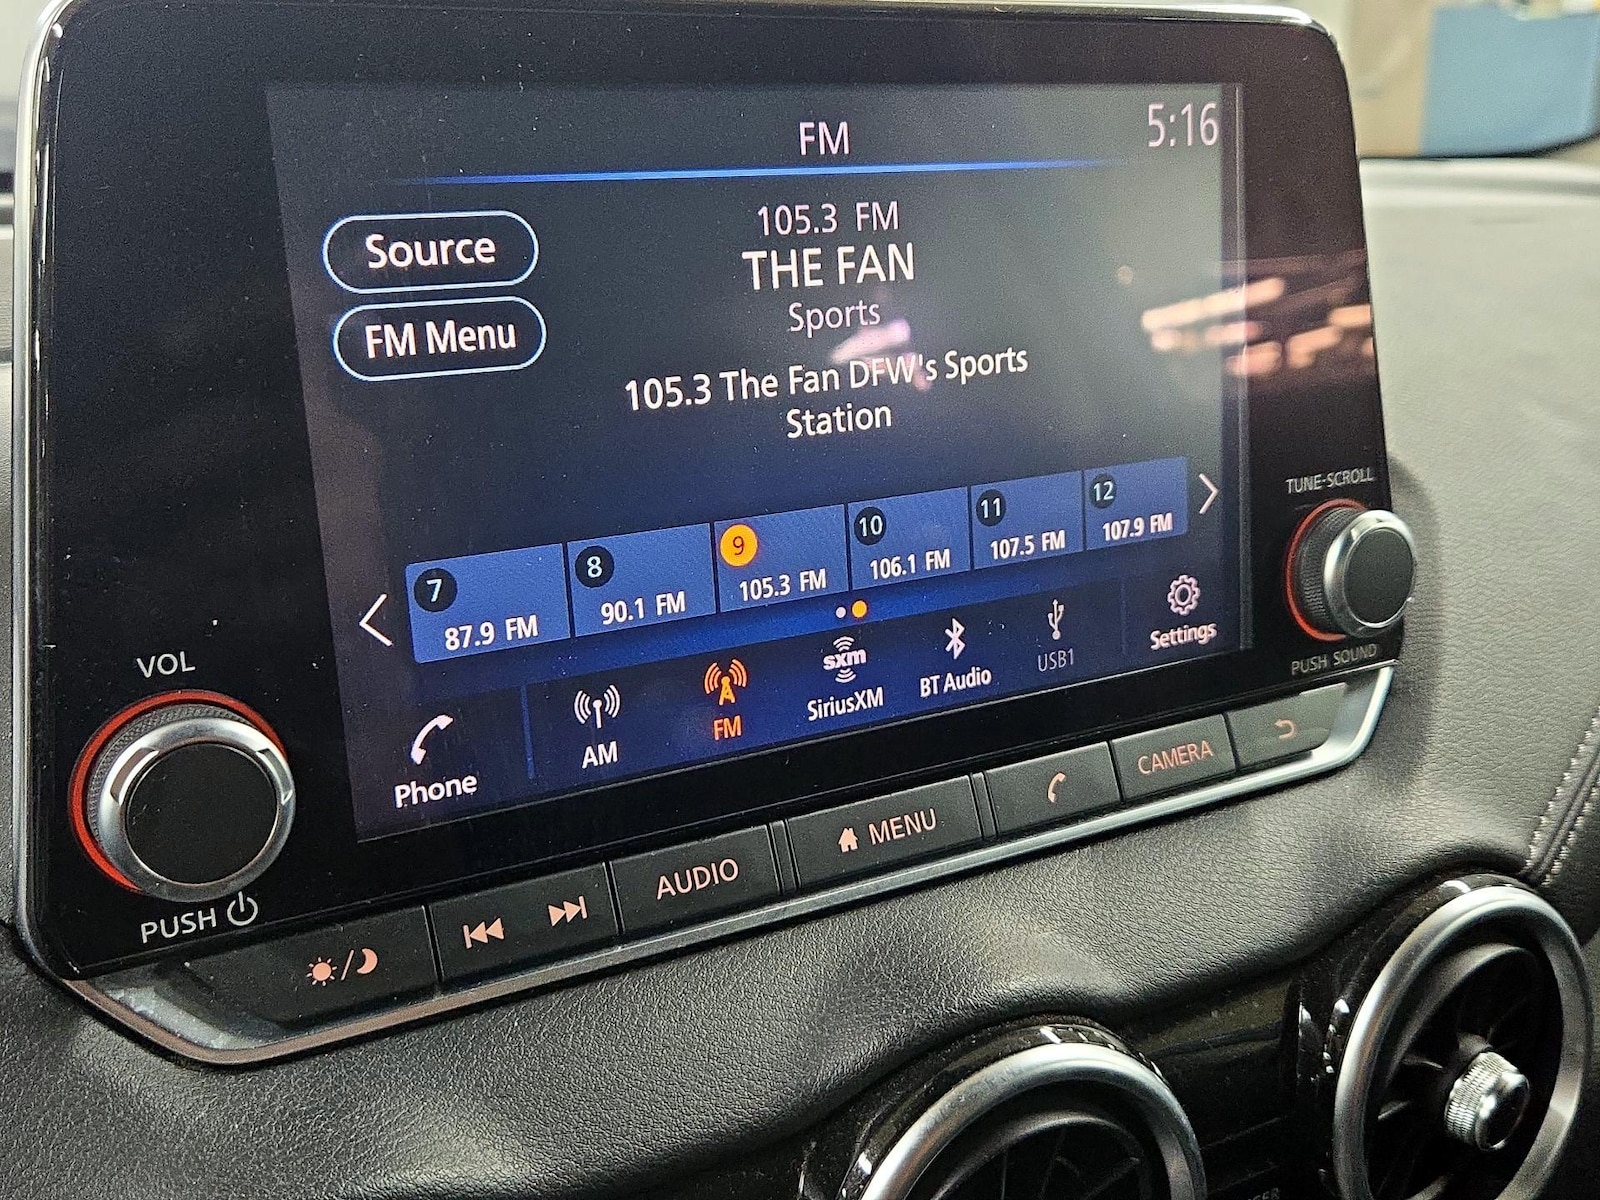 FM
5:16
Source
FM Menu
105.3 FM
THE FAN
Sports
105.3 The Fan DFW's Sports
Station
7
87.9 FM
8
90.1 FM
9
105.3 FM
10
106.1 FM
11
107.5 FM
12
107.9 FM
Phone
AM
FM
sxm
SiriusXM
BT Audio
USB1
Settings
VOL
PUSH
TUNE·SCROLL
PUSH SOUND
AUDIO
MENU
CAMERA